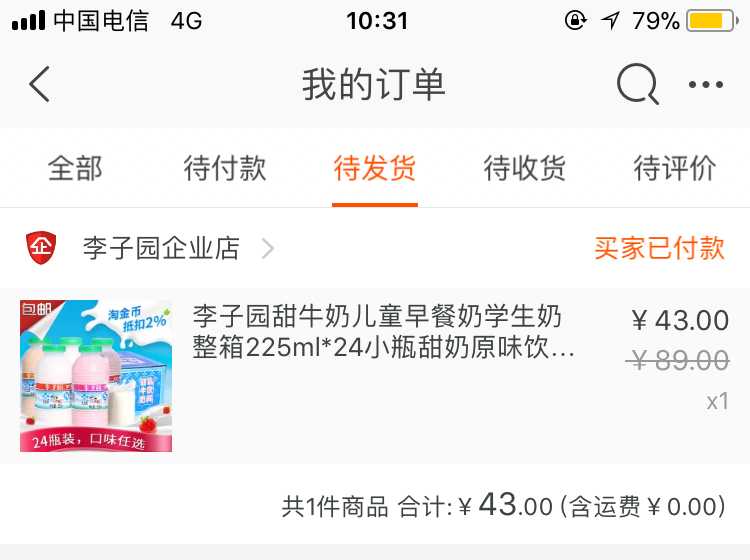 中国电信 4G 10:31 79%
我的订单
全部 待付款 待发货 待收货 待评价
企 李子园企业店 买家已付款
包邮
淘金币
抵扣2%
李子园
24瓶装，口味任选
李子园甜牛奶儿童早餐奶学生奶 ¥43.00
整箱225ml*24小瓶甜奶原味饮... ¥89.00
x1
共1件商品 合计:¥43.00(含运费¥0.00)